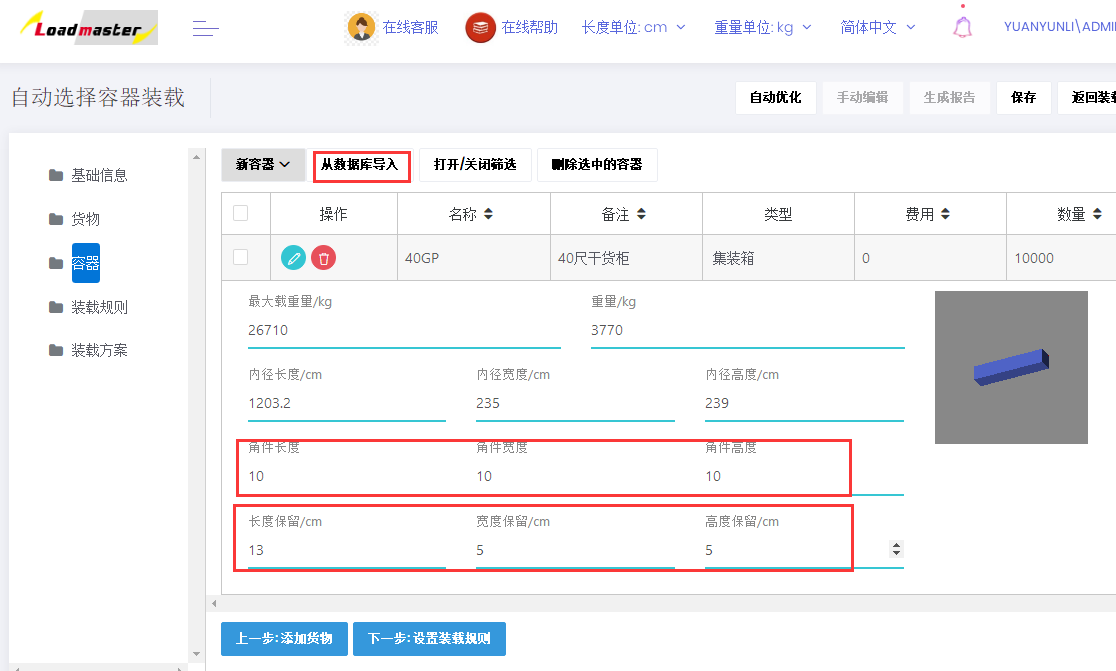 Loadmaster
在线客服
在线帮助
长度单位: cm
重量单位: kg
简体中文
YUANYUNLI\ADMI
自动选择容器装载
自动优化
手动编辑
生成报告
保存
返回装载
基础信息
货物
容器
装载规则
装载方案
新容器
从数据库导入
打开/关闭筛选
删除选中的容器
操作
名称
备注
类型
费用
数量
40GP
40尺干货柜
集装箱
0
10000
最大载重量/kg
重量/kg
26710
3770
内径长度/cm
内径宽度/cm
内径高度/cm
1203.2
235
239
角件长度
角件宽度
角件高度
10
10
10
长度保留/cm
宽度保留/cm
高度保留/cm
13
5
5
上一步:添加货物
下一步:设置装载规则